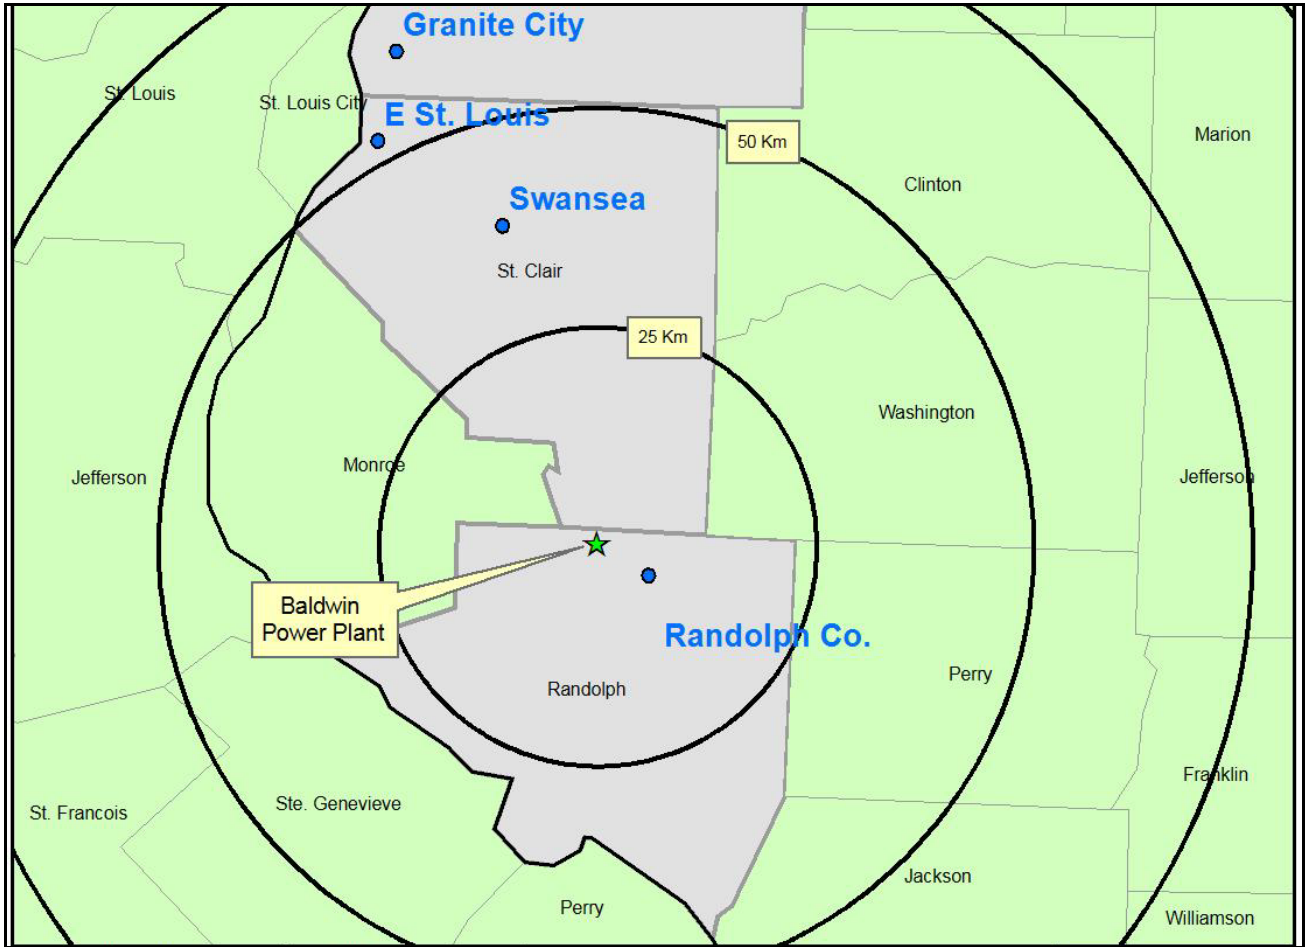 Granite City
St. Louis
St. Louis City
E St. Louis
50 Km
Marion
Clinton
Swansea
St. Clair
25 Km
Washington
Monroe
Jefferson
Jefferson
Baldwin
Power Plant
Randolph Co.
Randolph
Perry
Franklin
Ste. Genevieve
St. Francois
Jackson
Perry
Williamson